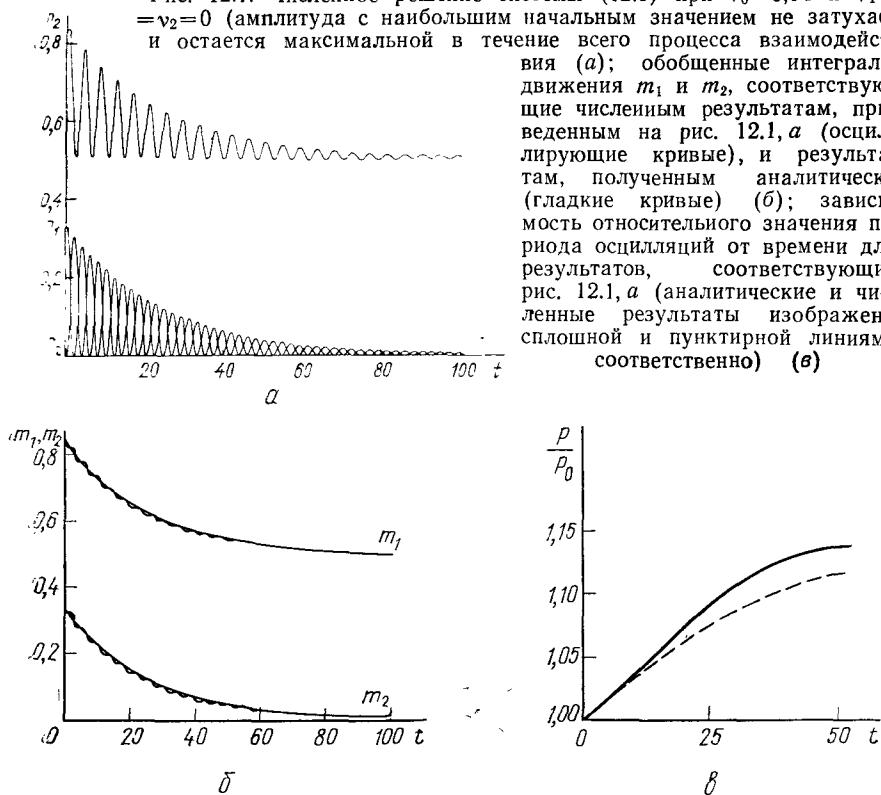 =ν₂=0 (амплитуда с наибольшим начальным значением не затухае
и остается максимальной в течение всего процесса взаимодейс
вия (а); обобщенные интеграл
движения m₁ и m₂, соответствую
щие численным результатам, при
веденным на рис. 12.1, а (осцил
лирующие кривые), и результа
там, полученным аналитическ
(гладкие кривые) (б); зависи
мость относительного значения п
риода осцилляций от времени дл
результатов, соответствующи
рис. 12.1, а (аналитические и чи
ленные результаты изображен
сплошной и пунктирной линиям
соответственно) (в)
n₂
0,8
0,6
0,4
20 40 60 80 100 t
а
m₁, m₂
0,8
0,6
0,4
0,2
0 20 40 60 80 100 t
m₁
m₂
б
P/P₀
1,15
1,10
1,05
1,00
0 25 50 t
в